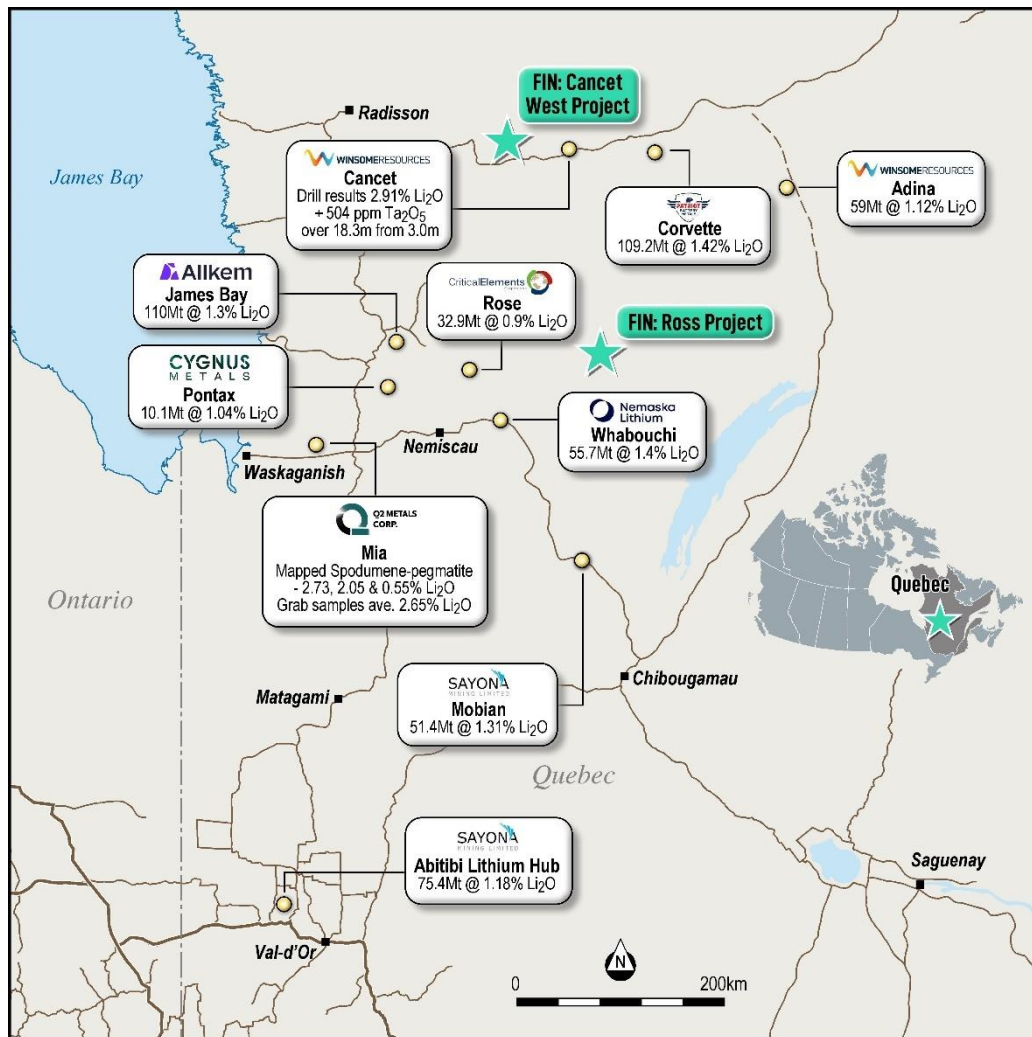 FIN: Cancet
West Project
Radisson
James Bay
WINSOMERESOURCES
Cancet
Drill results 2.91% Li₂O
+ 504 ppm Ta₂O₅
over 18.3m from 3.0m
WINSOMERESOURCES
Adina
59Mt @ 1.12% Li₂O
Corvette
109.2Mt @ 1.42% Li₂O
Allkem
James Bay
110Mt @ 1.3% Li₂O
CriticalElements
Rose
32.9Mt @ 0.9% Li₂O
FIN: Ross Project
CYGNUS
METALS
Pontax
10.1Mt @ 1.04% Li₂O
Nemaska
Lithium
Whabouchi
55.7Mt @ 1.4% Li₂O
Nemiscau
Waskaganish
Q2 METALS
CORP.
Mia
Mapped Spodumene-pegmatite
- 2.73, 2.05 & 0.55% Li₂O
Grab samples ave. 2.65% Li₂O
Ontario
Quebec
SAYONA
MINING LIMITED
Mobian
51.4Mt @ 1.31% Li₂O
Chibougamau
Matagami
Quebec
SAYONA
MINING LIMITED
Abitibi Lithium Hub
75.4Mt @ 1.18% Li₂O
Saguenay
Val-d'Or
N
0 200km